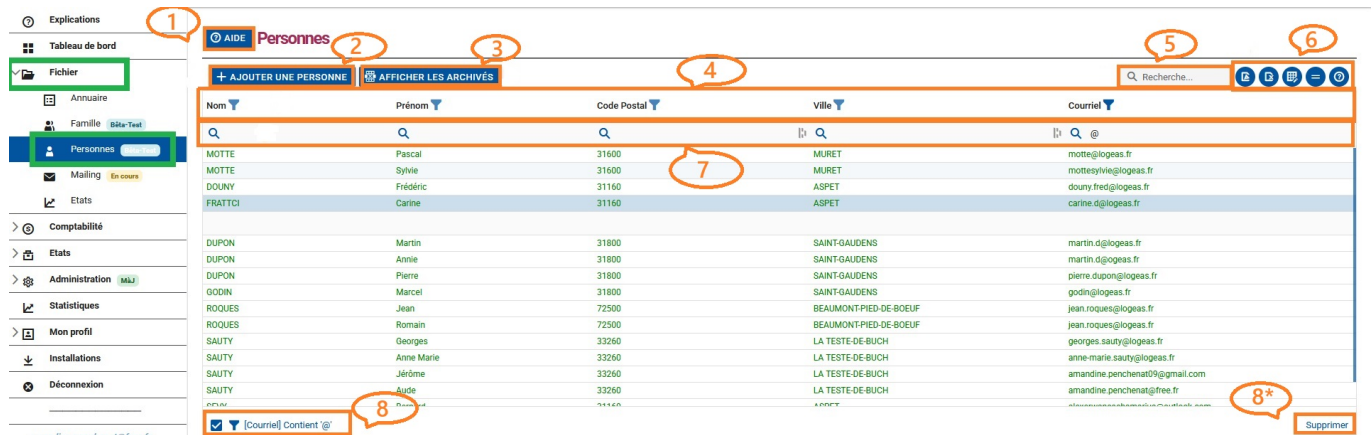 Explications
Tableau de bord
Fichier
Annuaire
Famille Bêta-Test
Personnes Bêta-Test
Mailing En cours
Etats
Comptabilité
Etats
Administration MàJ
Statistiques
Mon profil
Installations
Déconnexion
1
AIDE Personnes
2 3 4 5 6
+ AJOUTER UNE PERSONNE AFFICHER LES ARCHIVÉS Recherche...
Nom Prénom Code Postal Ville Courriel
@
7
MOTTE Pascal 31600 MURET motte@logeas.fr
MOTTE Sylvie 31600 MURET mottesylvie@logeas.fr
DOUNY Frédéric 31160 ASPET douny.fred@logeas.fr
FRATTCI Carine 31160 ASPET carine.d@logeas.fr
DUPON Martin 31800 SAINT-GAUDENS martin.d@logeas.fr
DUPON Annie 31800 SAINT-GAUDENS martin.d@ogeas.fr
DUPON Pierre 31800 SAINT-GAUDENS pierre.dupon@logeas.fr
GODIN Marcel 31800 SAINT-GAUDENS godin@logeas.fr
ROQUES Jean 72500 BEAUMONT-PIED-DE-BOEUF jean.roques@logeas.fr
ROQUES Romain 72500 BEAUMONT-PIED-DE-BOEUF jean.roques@logeas.fr
SAUTY Georges 33260 LA TESTE-DE-BUCH georges.sauty@logeas.fr
SAUTY Anne Marie 33260 LA TESTE-DE-BUCH anne-marie.sauty@logeas.fr
SAUTY Jérôme 33260 LA TESTE-DE-BUCH amandine.penchenat09@gmail.com
SAUTY Aude 33260 LA TESTE-DE-BUCH amandine.penchenat@free.fr
8 8*
[Courriel] Contient '@' Supprimer